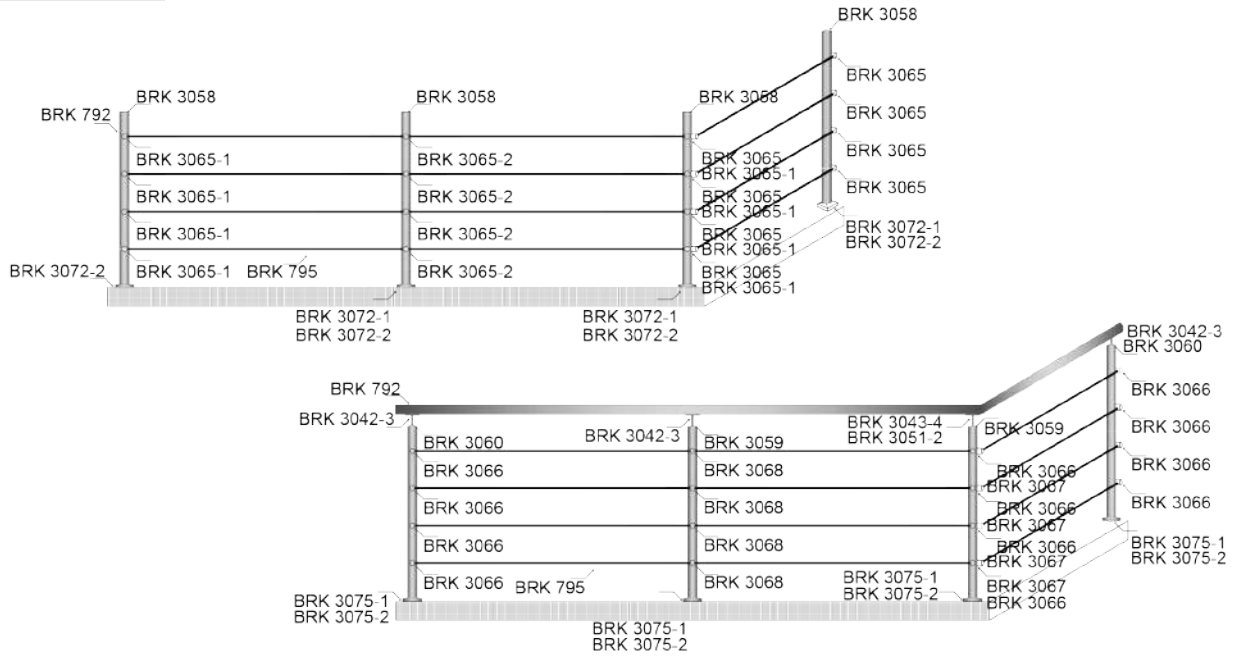 BRK 3058
BRK 3065
BRK 3065
BRK 3065
BRK 3065
BRK 3072-1
BRK 3072-2
BRK 3058
BRK 3058
BRK 3058
BRK 792
BRK 3065-1
BRK 3065-2
BRK 3065
BRK 3065-1
BRK 3065-1
BRK 3065-2
BRK 3065
BRK 3065-1
BRK 3065-1
BRK 3065-2
BRK 3065
BRK 3065-1
BRK 3072-2
BRK 3065-1
BRK 795
BRK 3065-2
BRK 3065
BRK 3065-1
BRK 3072-1
BRK 3072-2
BRK 3072-1
BRK 3072-2
BRK 792
BRK 3042-3
BRK 3042-3
BRK 3043-4
BRK 3051-2
BRK 3059
BRK 3042-3
BRK 3060
BRK 3060
BRK 3059
BRK 3066
BRK 3068
BRK 3066
BRK 3067
BRK 3066
BRK 3066
BRK 3068
BRK 3066
BRK 3067
BRK 3066
BRK 3066
BRK 3068
BRK 3066
BRK 3067
BRK 3066
BRK 3066
BRK 795
BRK 3068
BRK 3067
BRK 3066
BRK 3066
BRK 3075-1
BRK 3075-2
BRK 3075-1
BRK 3075-2
BRK 3075-1
BRK 3075-2
BRK 3075-1
BRK 3075-2